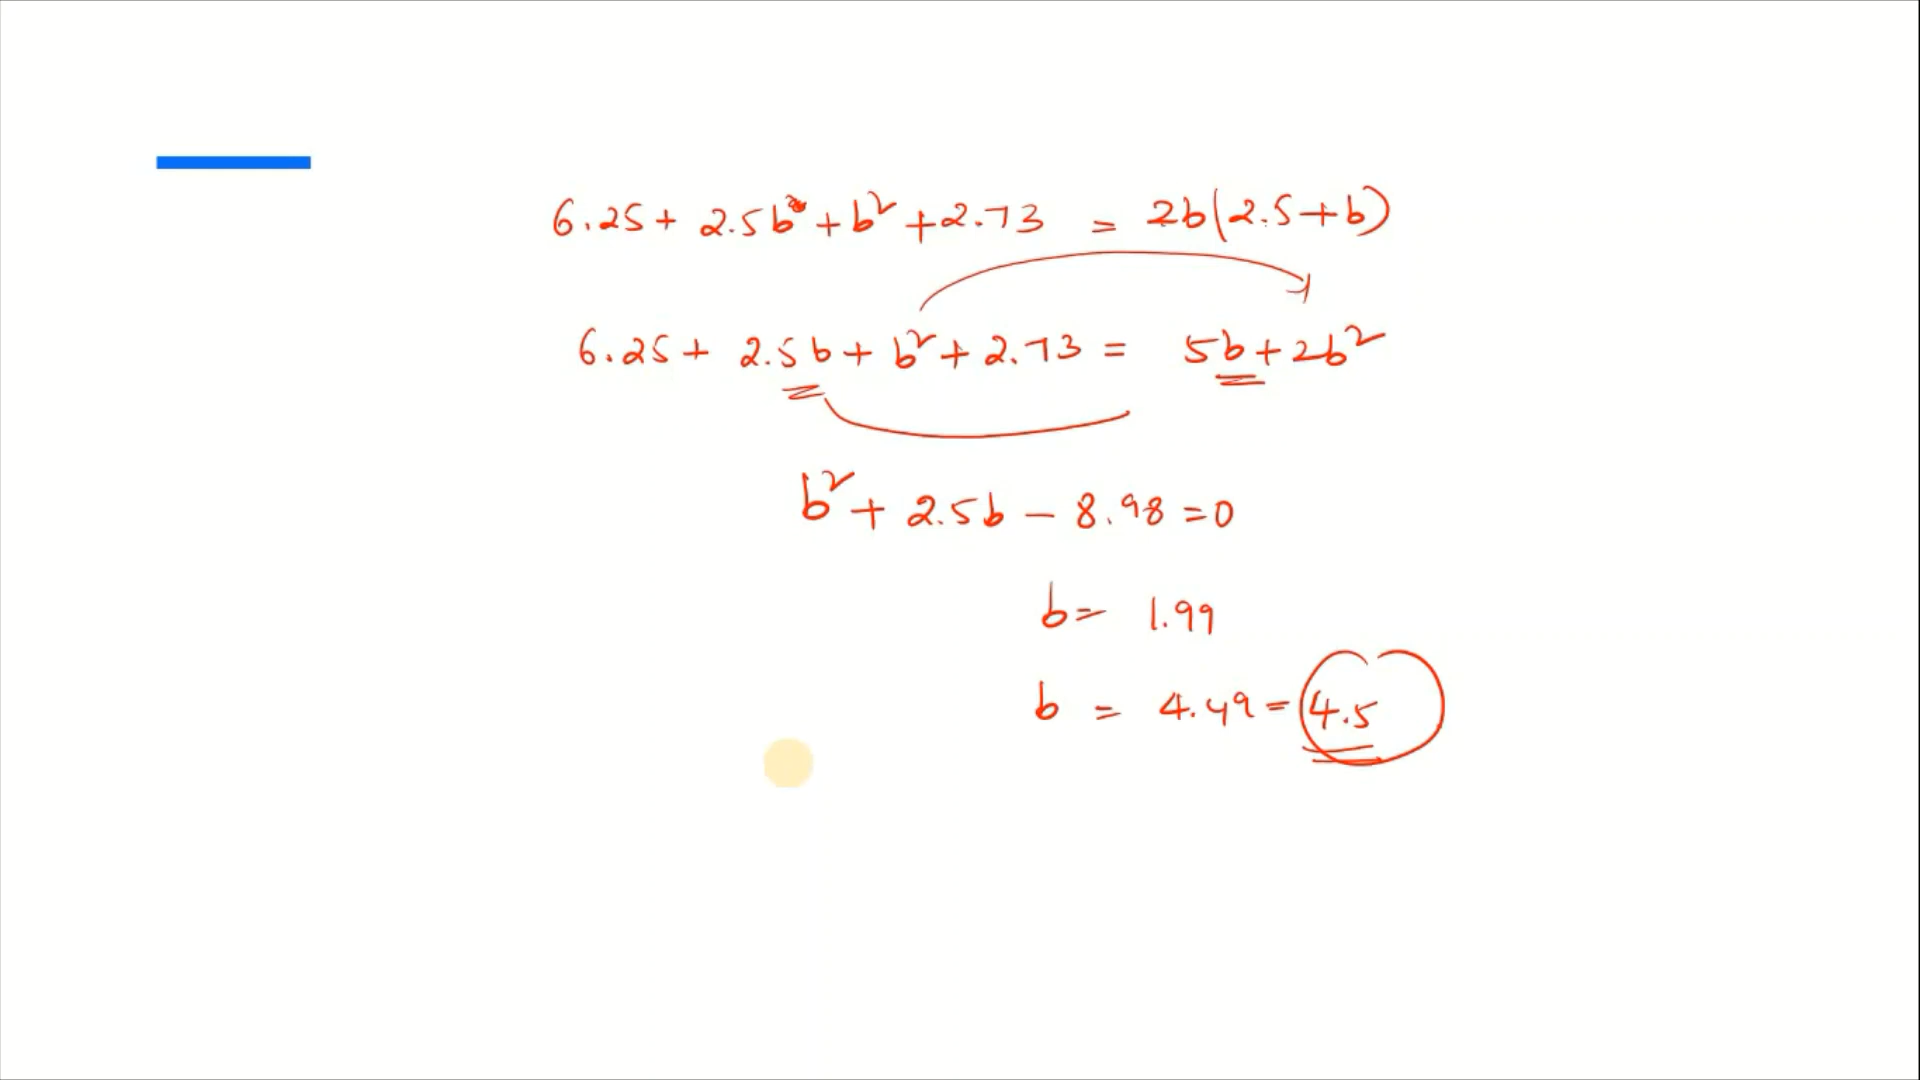 6.25 + 2.5b + b² + 2.73 = 2b(2.5+b)
6.25 + 2.5b + b² + 2.73 = 5b + 2b²
b² + 2.5b – 8.98 = 0
b = 1.99
b = 4.49 = 4.5